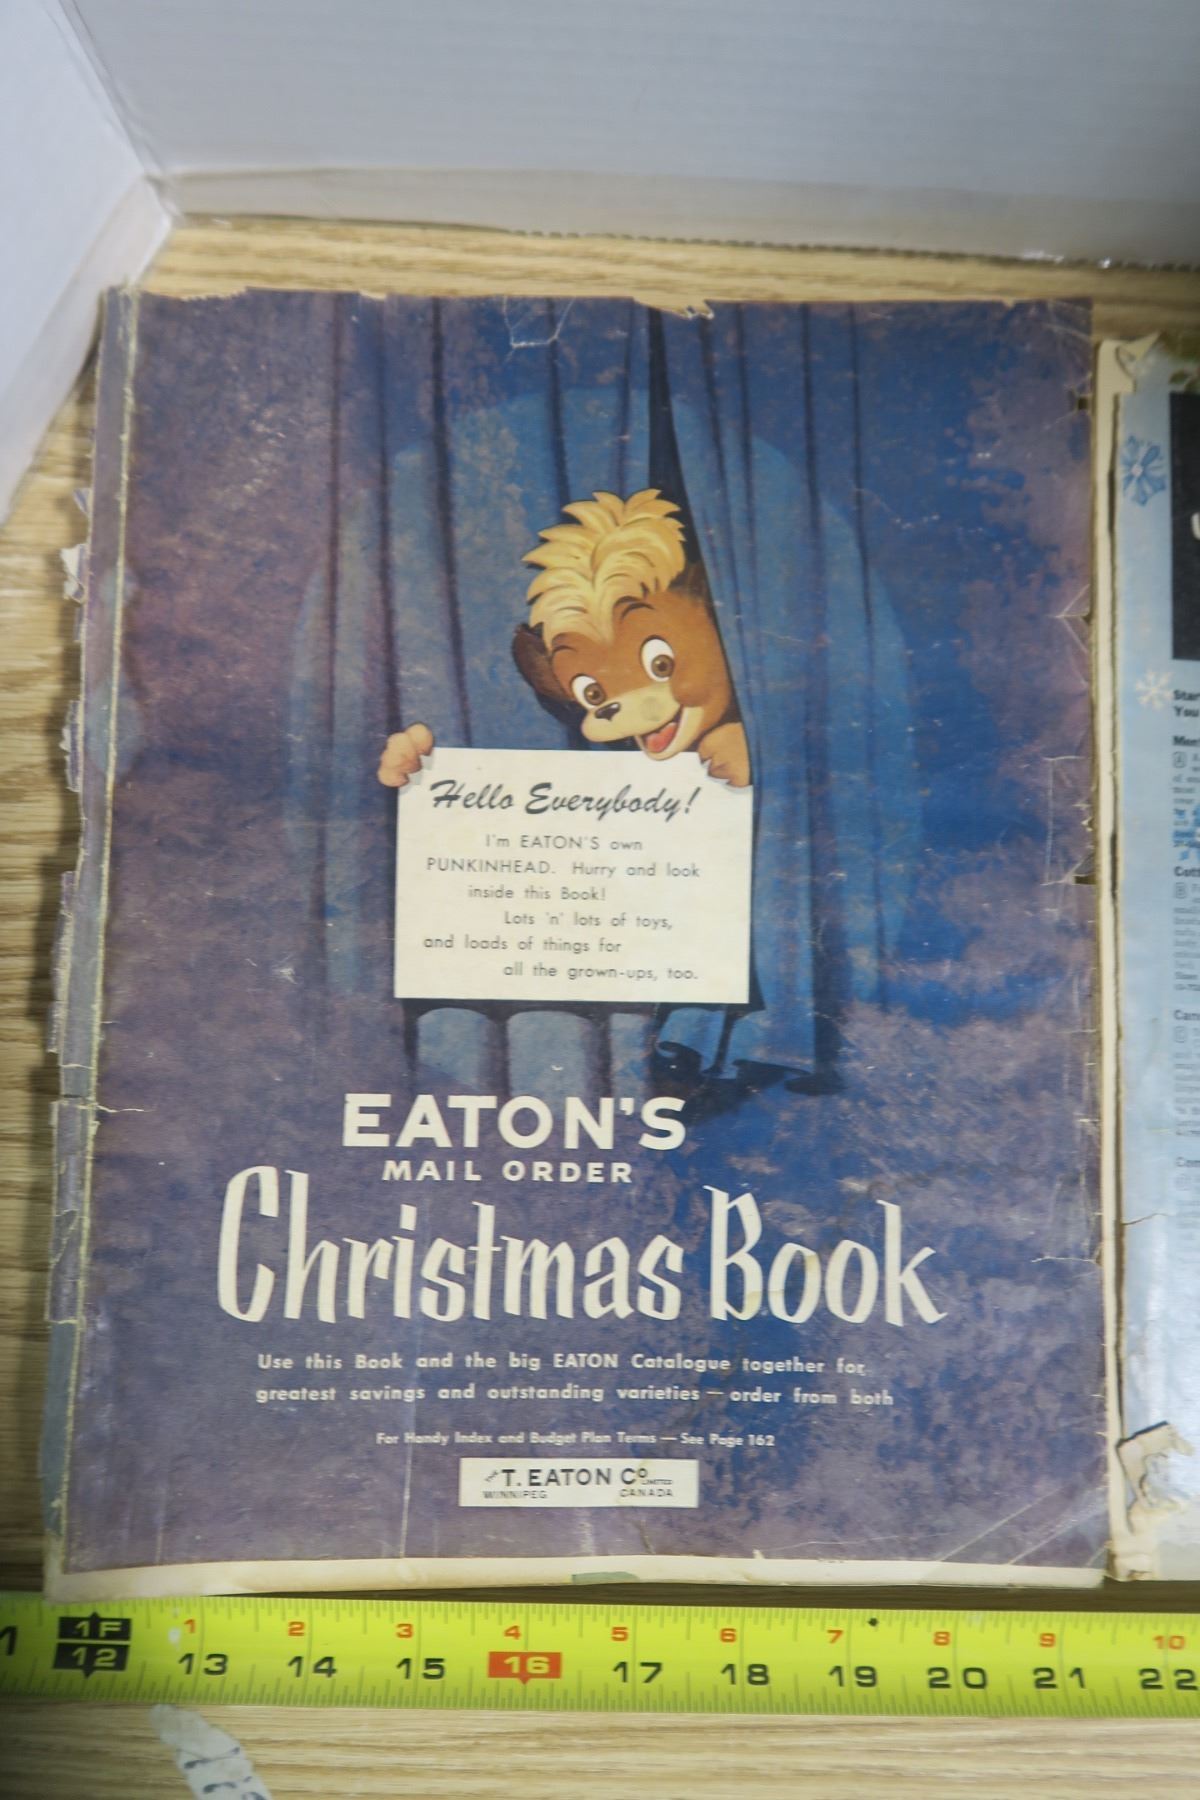 Hello Everybody!
I'm EATON'S own
PUNKINHEAD. Hurry and look
inside this Book!
Lots 'n' lots of toys,
and loads of things for
all the grown-ups, too.
EATON'S
MAIL ORDER
Christmas Book
Use this Book and the big EATON Catalogue together for
greatest savings and outstanding varieties — order from both
For Handy Index and Budget Plan Terms — See Page 162
THE T. EATON CO LIMITED
WINNIPEG CANADA
You
1F 1 2 3 4 5 6 7 8 9 10
12 13 14 15 16 17 18 19 20 21 22